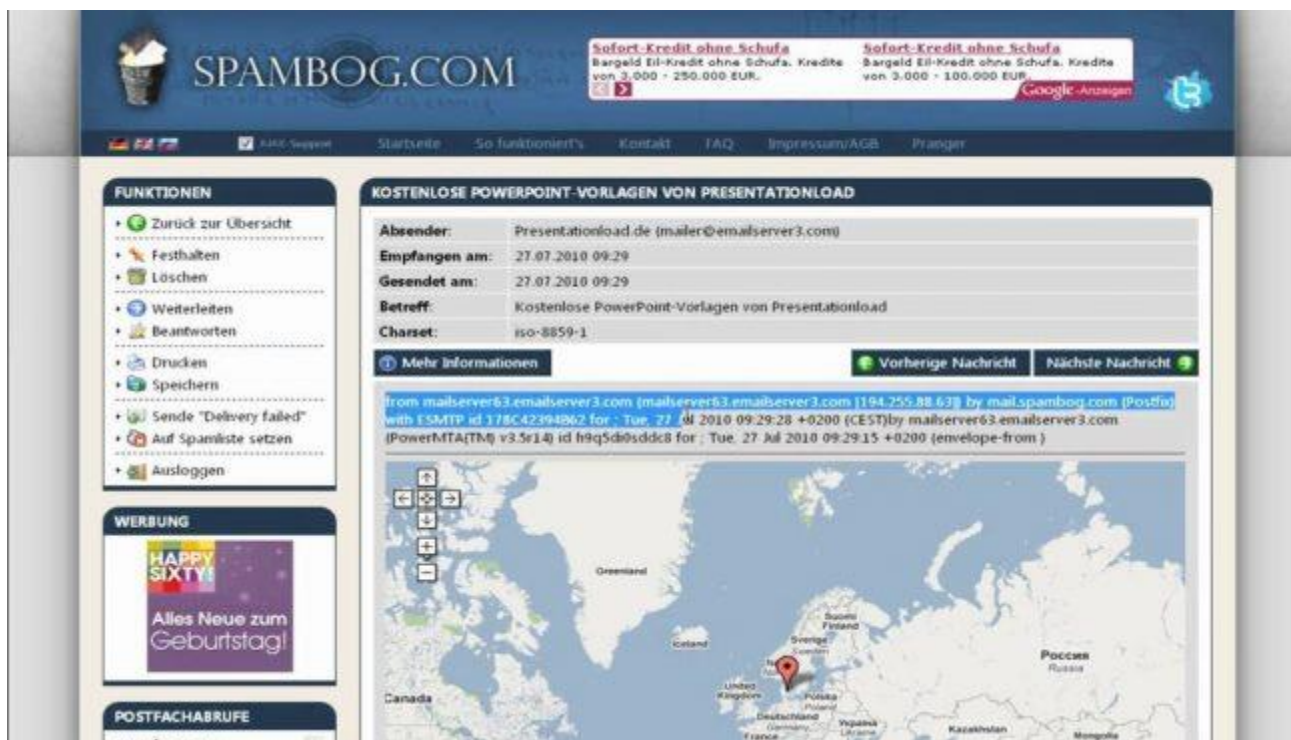 SPAMBOG.COM
Sofort-Kredit ohne Schufa
Bargeld Eil-Kredit ohne Schufa. Kredite
von 3.000 - 250.000 EUR.
Sofort-Kredit ohne Schufa
Bargeld Eil-Kredit ohne Schufa. Kredite
von 3.000 - 100.000 EUR.
Google-Anzeigen
AJAX-Support Startseite So funktioniert's Kontakt FAQ Impressum/AGB Pranger
FUNKTIONEN
Zurück zur Übersicht
Festhalten
Löschen
Weiterleiten
Beantworten
Drucken
Speichern
Sende "Delivery failed"
Auf Spamliste setzen
Ausloggen
WERBUNG
HAPPY
SIXTY!
Alles Neue zum
Geburtstag!
POSTFACHABRUFE
KOSTENLOSE POWERPOINT-VORLAGEN VON PRESENTATIONLOAD
Absender: Presentationload.de (mailer@emailserver3.com)
Empfangen am: 27.07.2010 09:29
Gesendet am: 27.07.2010 09:29
Betreff: Kostenlose PowerPoint-Vorlagen von Presentationload
Charset: iso-8859-1
Mehr Informationen Vorherige Nachricht Nächste Nachricht
from mailserver63.emailserver3.com (mailserver63.emailserver3.com [194.255.88.63]) by mail.spambog.com (Postfix)
with ESMTP id 178C42394862 for ; Tue, 27 Jul 2010 09:29:28 +0200 (CEST)by mailserver63.emailserver3.com
(PowerMTA(TM) v3.5r14) id h9q5di0sddc8 for ; Tue, 27 Jul 2010 09:29:15 +0200 (envelope-from )
Greenland
Iceland
Suomi
Finland
Sverige
Sweden
Россия
Russia
Canada
United
Kingdom
Polska
Poland
Deutschland
Germany
Україна
Ukraine
France
Kazakhstan
Mongolia